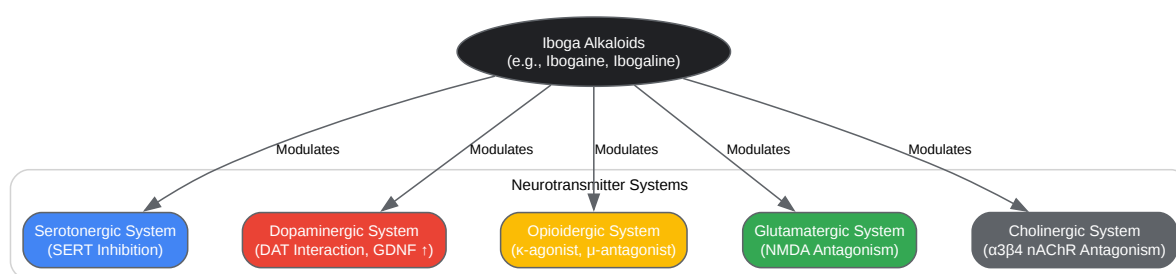 Iboga Alkaloids
(e.g., Ibogaine, Ibogaline)
Modulates
Modulates
Modulates
Modulates
Modulates
Neurotransmitter Systems
Serotonergic System
(SERT Inhibition)
Dopaminergic System
(DAT Interaction, GDNF ↑)
Opioidergic System
(κ-agonist, μ-antagonist)
Glutamatergic System
(NMDA Antagonism)
Cholinergic System
(α3β4 nAChR Antagonism)